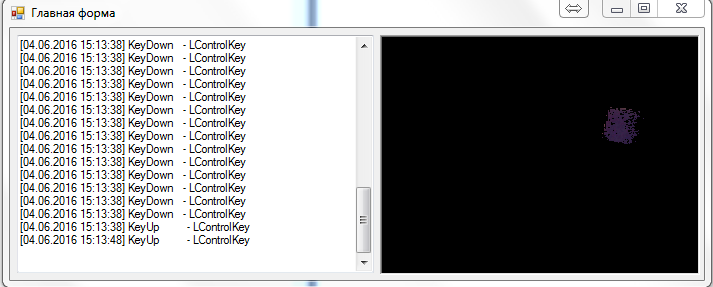 Главная форма
[04.06.2016 15:13:38] KeyDown - LControlKey
[04.06.2016 15:13:38] KeyDown - LControlKey
[04.06.2016 15:13:38] KeyDown - LControlKey
[04.06.2016 15:13:38] KeyDown - LControlKey
[04.06.2016 15:13:38] KeyDown - LControlKey
[04.06.2016 15:13:38] KeyDown - LControlKey
[04.06.2016 15:13:38] KeyDown - LControlKey
[04.06.2016 15:13:38] KeyDown - LControlKey
[04.06.2016 15:13:38] KeyDown - LControlKey
[04.06.2016 15:13:38] KeyDown - LControlKey
[04.06.2016 15:13:38] KeyDown - LControlKey
[04.06.2016 15:13:38] KeyDown - LControlKey
[04.06.2016 15:13:38] KeyDown - LControlKey
[04.06.2016 15:13:38] KeyDown - LControlKey
[04.06.2016 15:13:38] KeyUp - LControlKey
[04.06.2016 15:13:48] KeyUp - LControlKey